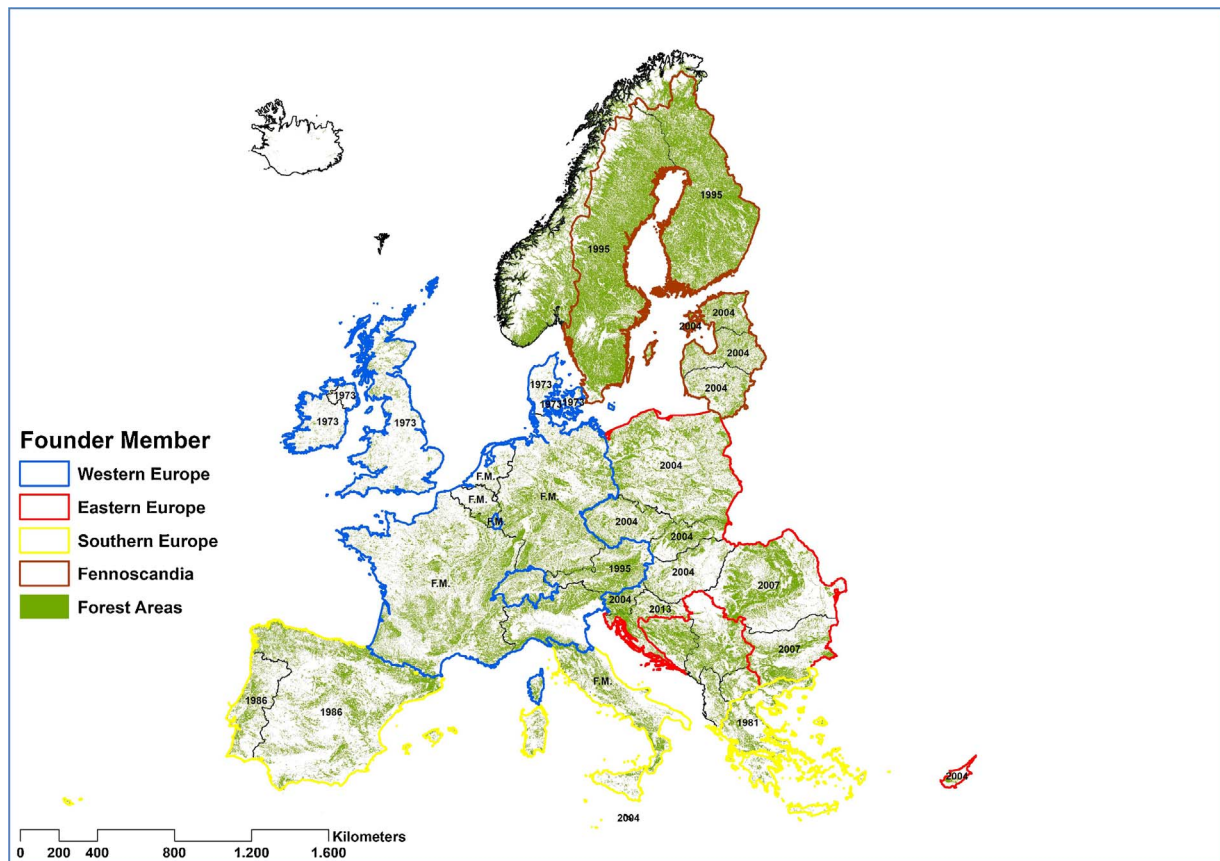 1995
1995
2004
2004
2004
2004
1973
1973
1973
1973
1973
1973
Founder Member
Western Europe
Eastern Europe
Southern Europe
Fennoscandia
Forest Areas
F.M.
F.M.
F.M.
F.M.
F.M.
2004
2004
2004
1995
2004
2004
2013
2007
2007
F.M.
1986
1986
1981
2004
2004
Kilometers
0 200 400 800 1.200 1.600